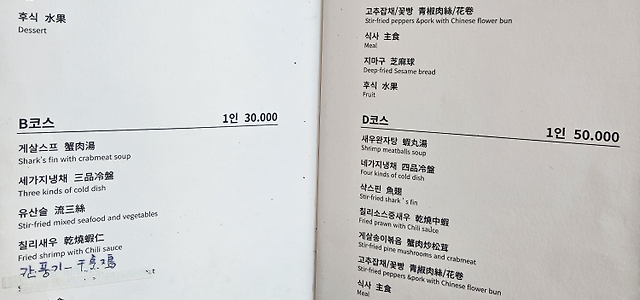 후식 水果
Dessert
B코스 1인 30.000
게살스프 蟹肉湯
Shark's fin with crabmeat soup
세가지냉채 三品冷盤
Three kinds of cold dish
유산슬 流三絲
Stir-fried mixed seafood and vegetables
칠리새우 乾燒蝦仁
Fried shrimp with Chili sauce
깐풍기-干烹鸡
고추잡채/꽃빵 青椒肉絲/花卷
Stir-fried peppers &pork with Chinese flower bun
식사 主食
Meal
지마구 芝麻球
Deep-fried Sesame bread
후식 水果
Fruit
D코스 1인 50.000
새우완자탕 蝦丸湯
Shrimp meatballs soup
네가지냉채 四品冷盤
Four kinds of cold dish
삭스핀 魚翅
Stir-fried shark's fin
칠리소스중새우 乾燒中蝦
Fried prawn with Chili sauce
게살송이볶음 蟹肉炒松茸
Stir-fried pine mushrooms and crabmeat
고추잡채/꽃빵 青椒肉絲/花卷
Stir-fried peppers &pork with Chinese flower bun
식사 主食
Meal